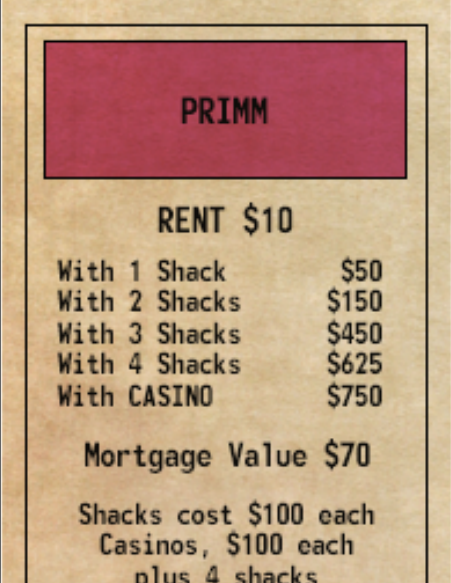 PRIMM
RENT $10
With 1 Shack $50
With 2 Shacks $150
With 3 Shacks $450
With 4 Shacks $625
With CASINO $750
Mortgage Value $70
Shacks cost $100 each
Casinos, $100 each
plus 4 shacks